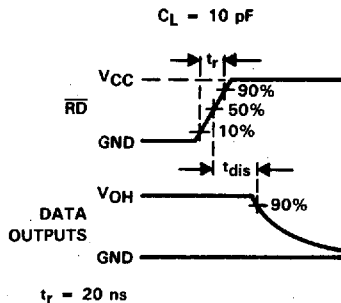 C_L = 10 pF
t_r
V_CC
90%
50%
RD
10%
GND
t_dis
V_OH
90%
DATA
OUTPUTS
GND
t_r = 20 ns